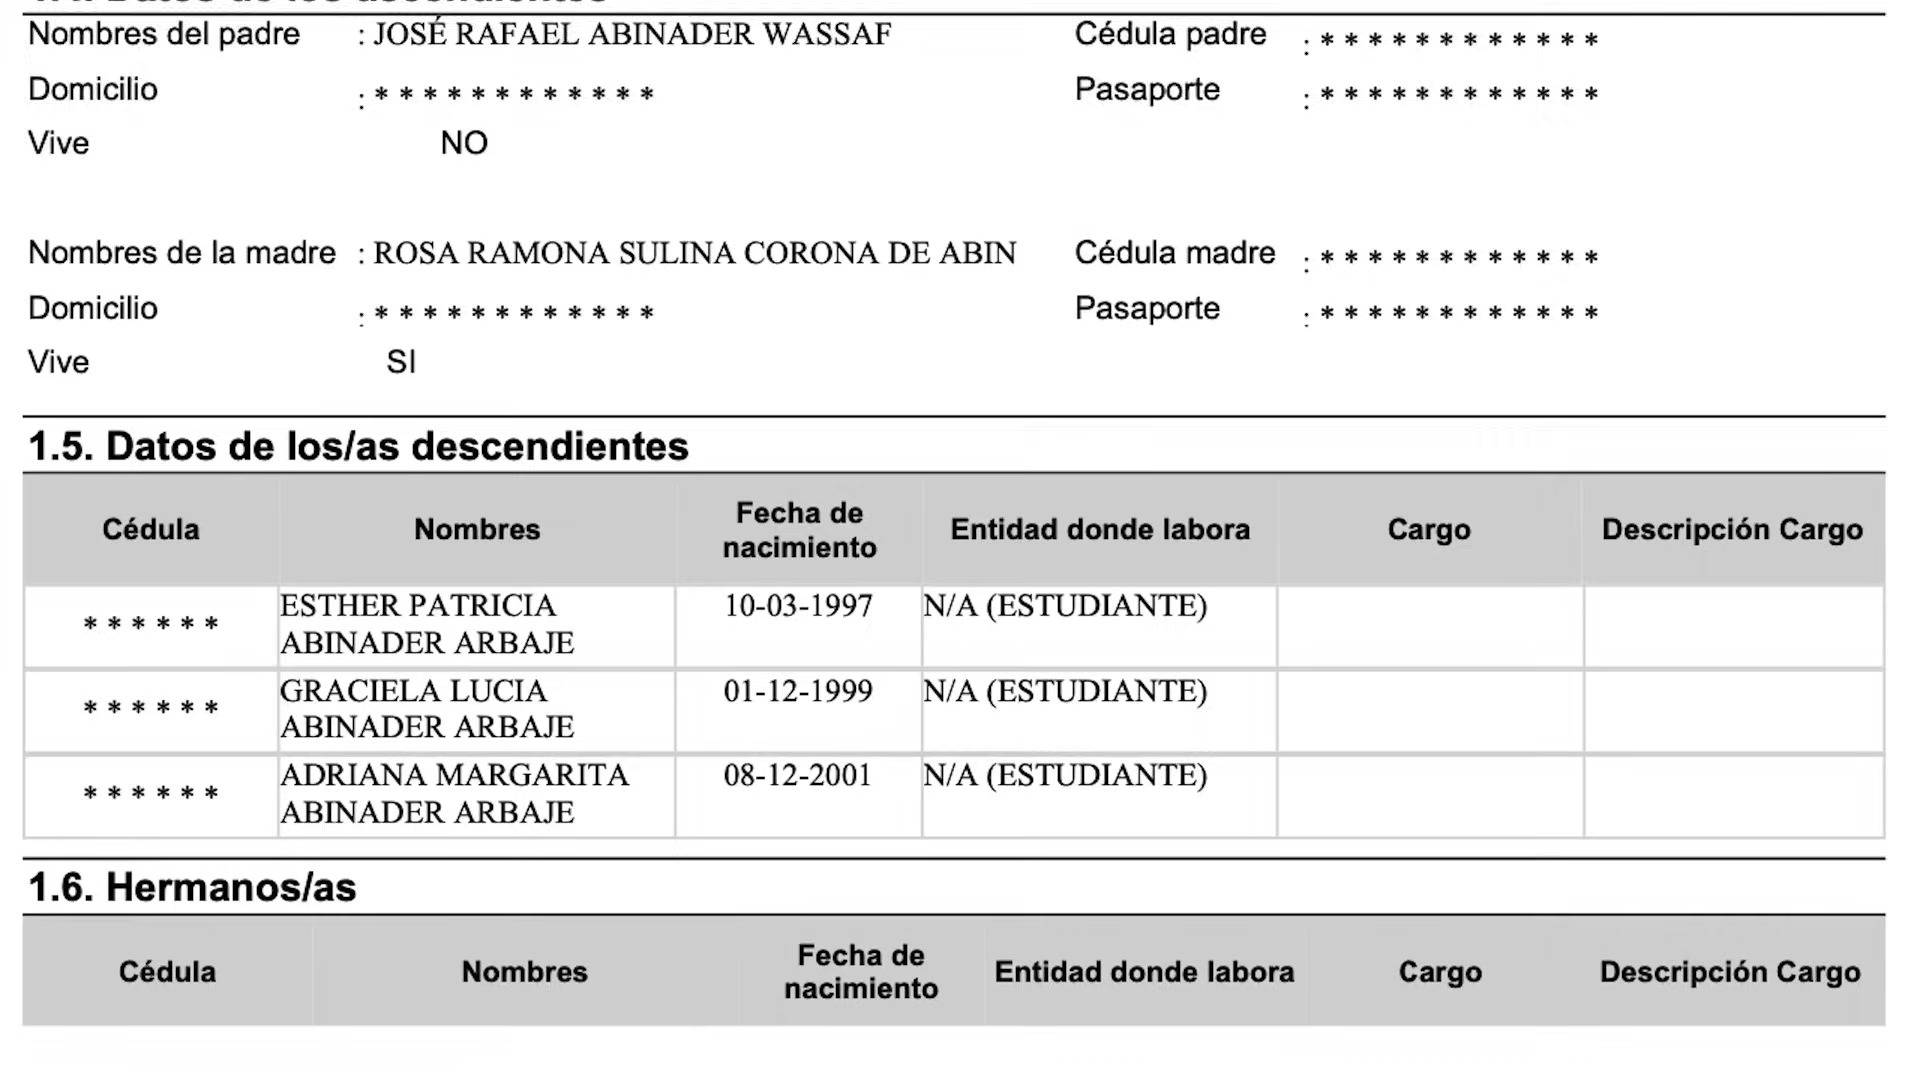 Nombres del padre : JOSÉ RAFAEL ABINADER WASSAF Cédula padre : * * * * * * * * * * * *
Domicilio : * * * * * * * * * * * * Pasaporte : * * * * * * * * * * * *
Vive NO
Nombres de la madre : ROSA RAMONA SULINA CORONA DE ABIN Cédula madre : * * * * * * * * * * * *
Domicilio : * * * * * * * * * * * * Pasaporte : * * * * * * * * * * * *
Vive SI
1.5. Datos de los/as descendientes
Cédula Nombres Fecha de nacimiento Entidad donde labora Cargo Descripción Cargo
* * * * * * ESTHER PATRICIA 10-03-1997 N/A (ESTUDIANTE)
ABINADER ARBAJE
* * * * * * GRACIELA LUCIA 01-12-1999 N/A (ESTUDIANTE)
ABINADER ARBAJE
* * * * * * ADRIANA MARGARITA 08-12-2001 N/A (ESTUDIANTE)
ABINADER ARBAJE
1.6. Hermanos/as
Cédula Nombres Fecha de nacimiento Entidad donde labora Cargo Descripción Cargo